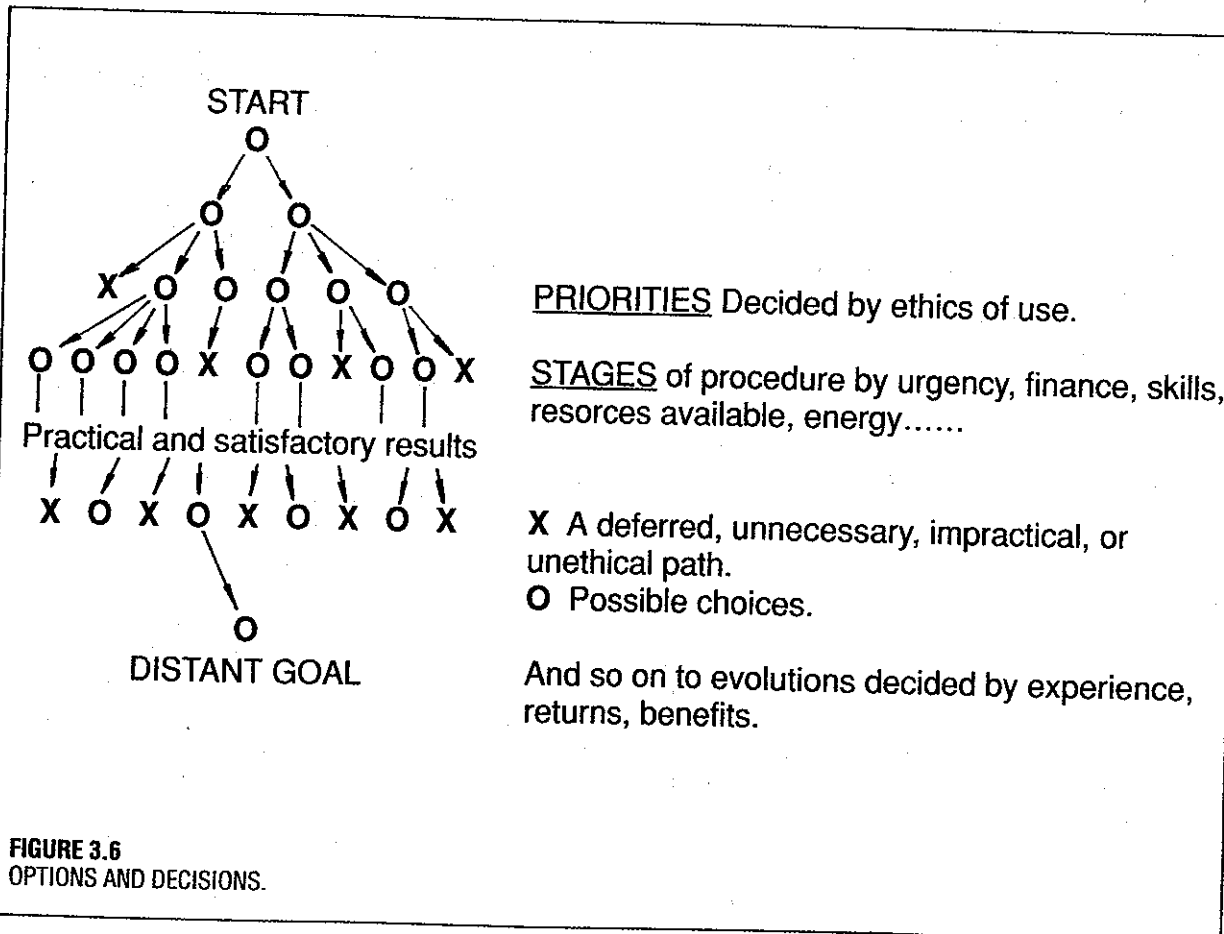 START
O
O O
X O O O O O
O O O O X O O X O O X
Practical and satisfactory results
X O X O X O X O X
O
DISTANT GOAL
PRIORITIES Decided by ethics of use.
STAGES of procedure by urgency, finance, skills,
resorces available, energy......
X A deferred, unnecessary, impractical, or
unethical path.
O Possible choices.
And so on to evolutions decided by experience,
returns, benefits.
FIGURE 3.6
OPTIONS AND DECISIONS.